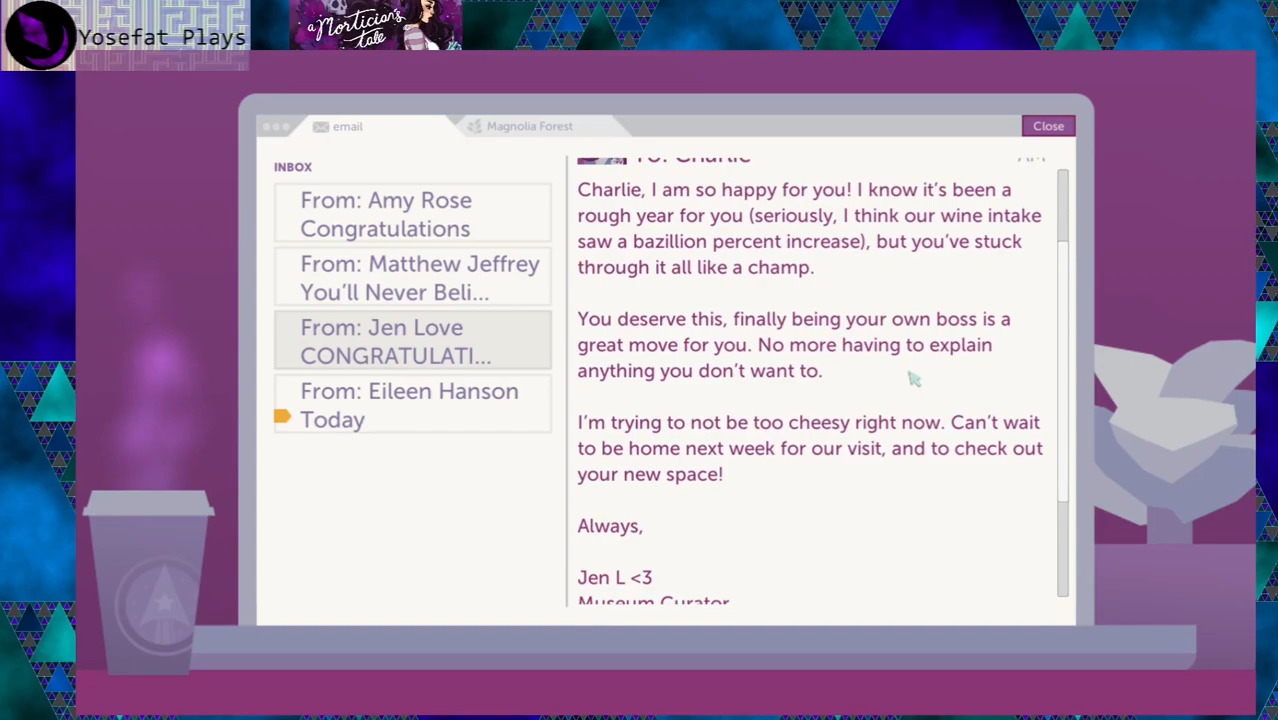 Yosefat Plays
a Mortician's
tale
email
Magnolia Forest
Close
INBOX
From: Amy Rose
Congratulations
From: Matthew Jeffrey
You'll Never Beli...
From: Jen Love
CONGRATULATI...
From: Eileen Hanson
Today
To: Charlie
AM
Charlie, I am so happy for you! I know it's been a
rough year for you (seriously, I think our wine intake
saw a bazillion percent increase), but you've stuck
through it all like a champ.
You deserve this, finally being your own boss is a
great move for you. No more having to explain
anything you don't want to.
I'm trying to not be too cheesy right now. Can't wait
to be home next week for our visit, and to check out
your new space!
Always,
Jen L <3
Museum Curator